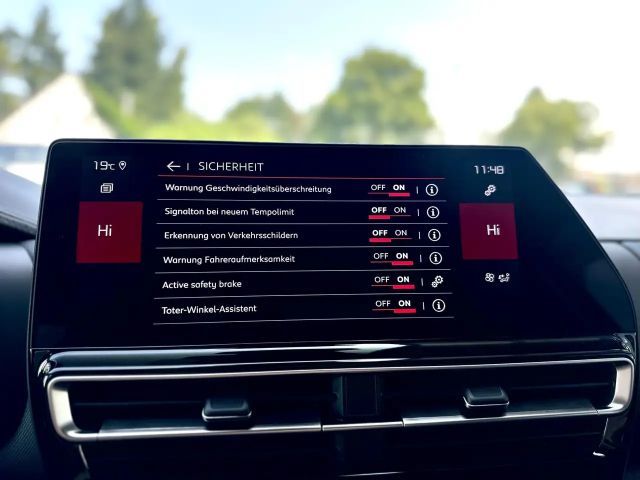 19°C
← | SICHERHEIT
11:48
Warnung Geschwindigkeitsüberschreitung OFF ON
Signalton bei neuem Tempolimit OFF ON
Hi
Erkennung von Verkehrsschildern OFF ON
Hi
Warnung Fahreraufmerksamkeit OFF ON
Active safety brake OFF ON
Toter-Winkel-Assistent OFF ON